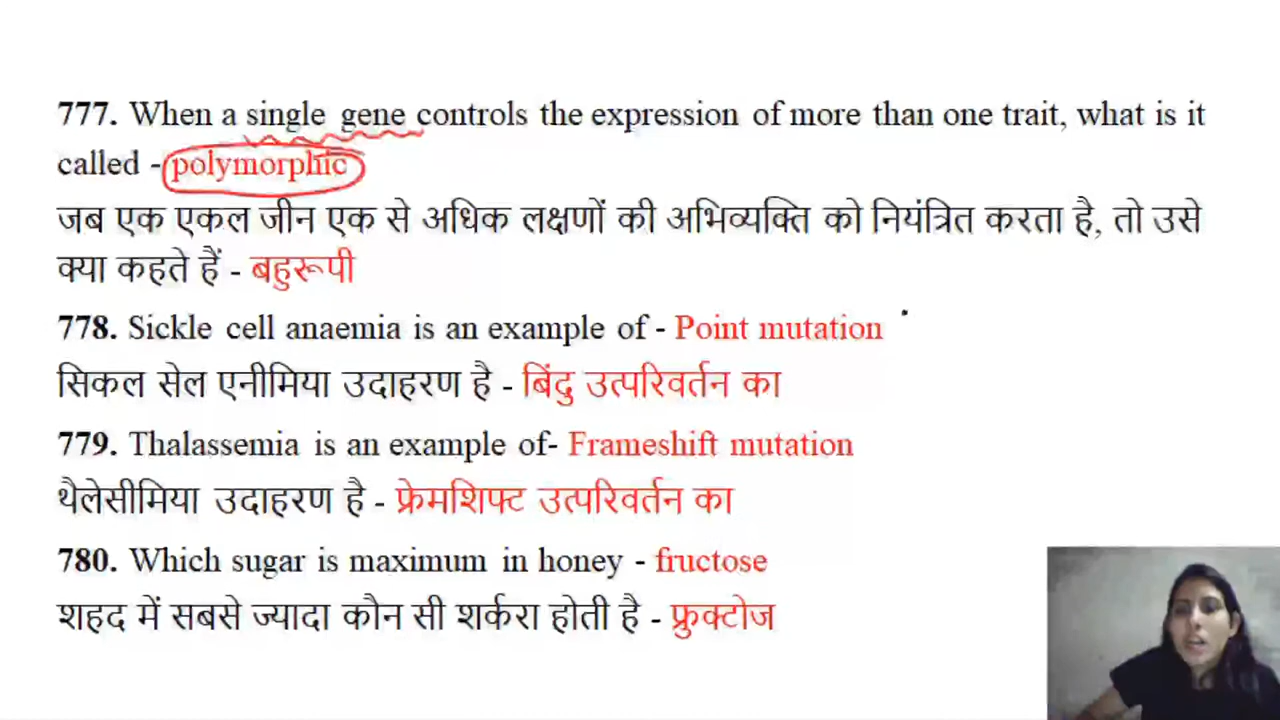 777. When a single gene controls the expression of more than one trait, what is it
called - polymorphic
जब एक एकल जीन एक से अधिक लक्षणों की अभिव्यक्ति को नियंत्रित करता है, तो उसे
क्या कहते हैं - बहुरूपी
778. Sickle cell anaemia is an example of - Point mutation
सिकल सेल एनीमिया उदाहरण है - बिंदु उत्परिवर्तन का
779. Thalassemia is an example of- Frameshift mutation
थैलेसीमिया उदाहरण है - फ्रेमशिफ्ट उत्परिवर्तन का
780. Which sugar is maximum in honey - fructose
शहद में सबसे ज्यादा कौन सी शर्करा होती है - फ्रुक्टोज